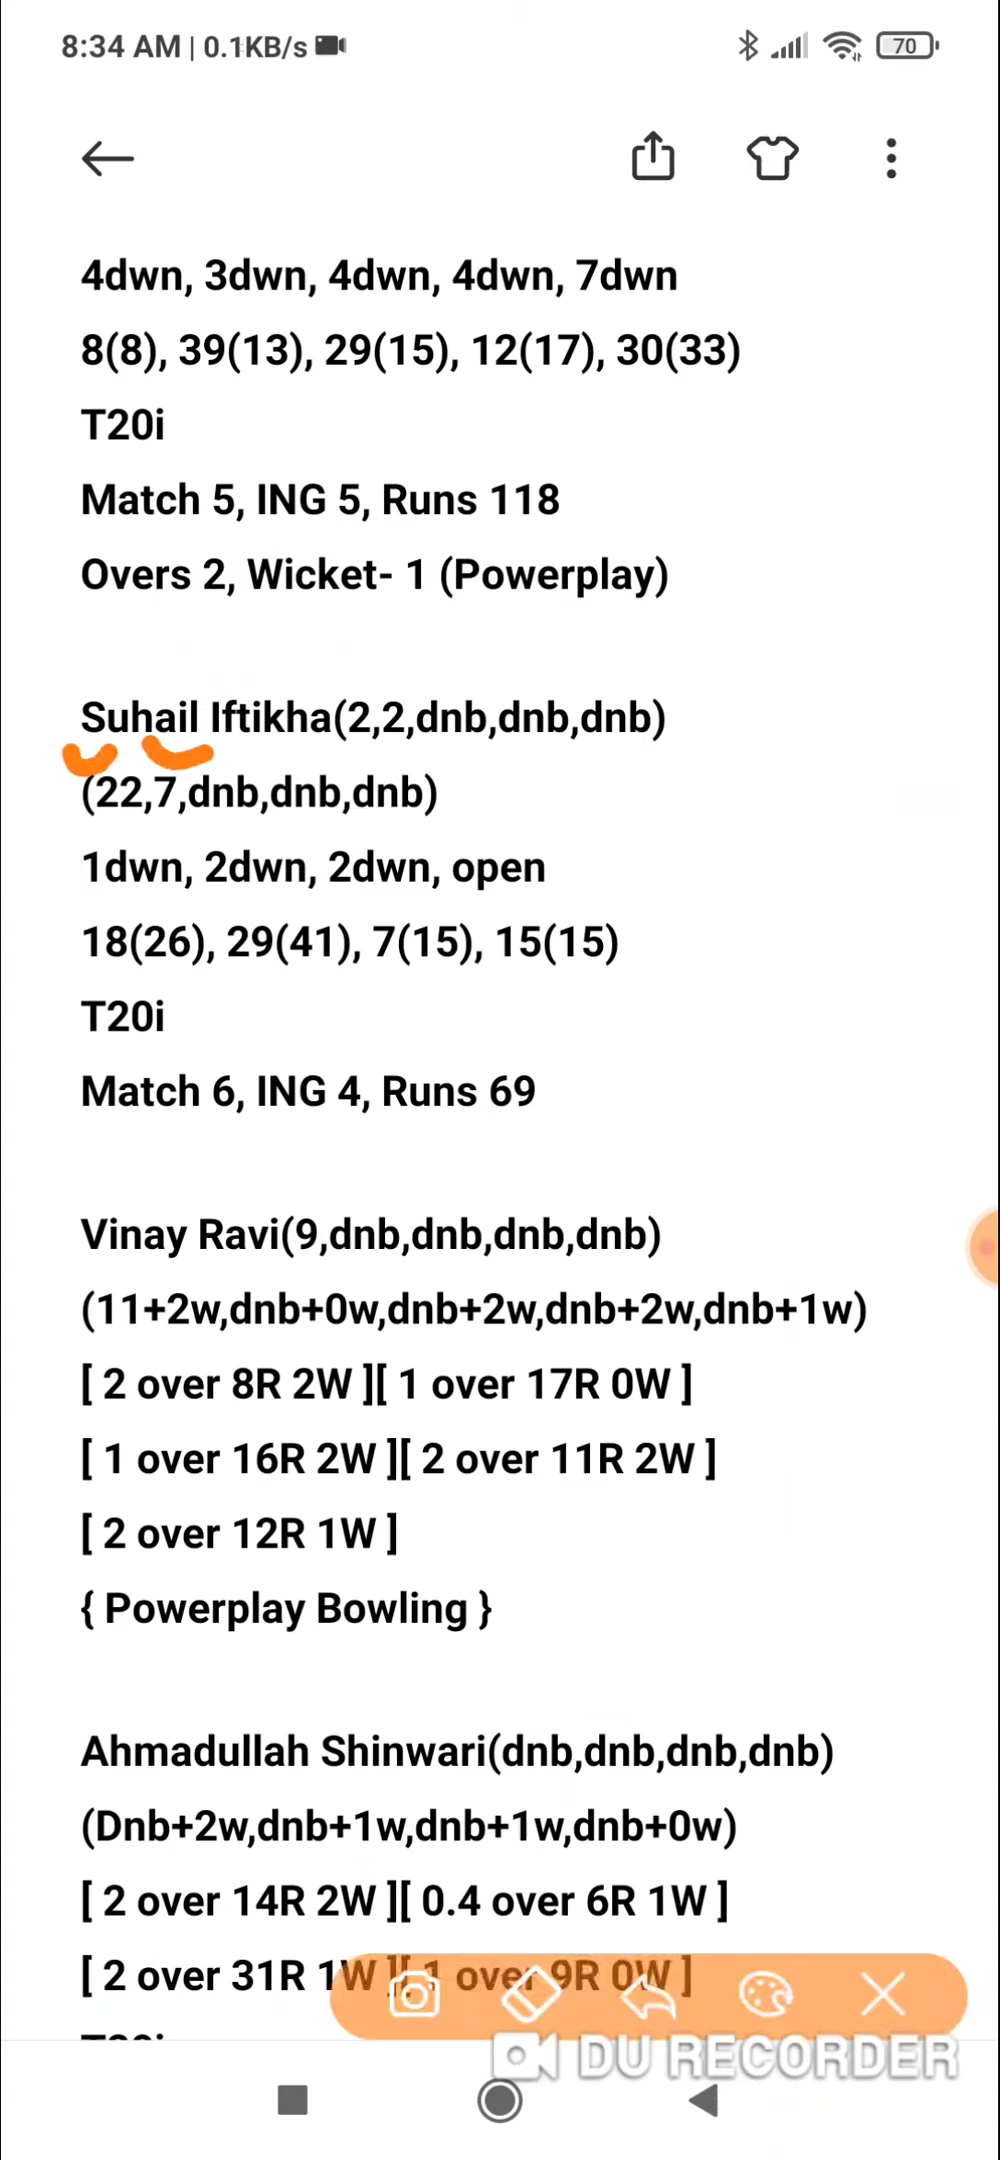 8:34 AM | 0.1KB/s
70
4dwn, 3dwn, 4dwn, 4dwn, 7dwn
8(8), 39(13), 29(15), 12(17), 30(33)
T20i
Match 5, ING 5, Runs 118
Overs 2, Wicket- 1 (Powerplay)
Suhail Iftikha(2,2,dnb,dnb,dnb)
(22,7,dnb,dnb,dnb)
1dwn, 2dwn, 2dwn, open
18(26), 29(41), 7(15), 15(15)
T20i
Match 6, ING 4, Runs 69
Vinay Ravi(9,dnb,dnb,dnb,dnb)
(11+2w,dnb+0w,dnb+2w,dnb+2w,dnb+1w)
[ 2 over 8R 2W ][ 1 over 17R 0W ]
[ 1 over 16R 2W ][ 2 over 11R 2W ]
[ 2 over 12R 1W ]
{ Powerplay Bowling }
Ahmadullah Shinwari(dnb,dnb,dnb,dnb)
(Dnb+2w,dnb+1w,dnb+1w,dnb+0w)
[ 2 over 14R 2W ][ 0.4 over 6R 1W ]
[ 2 over 31R 1W ][ 1 over 9R 0W ]
DU RECORDER